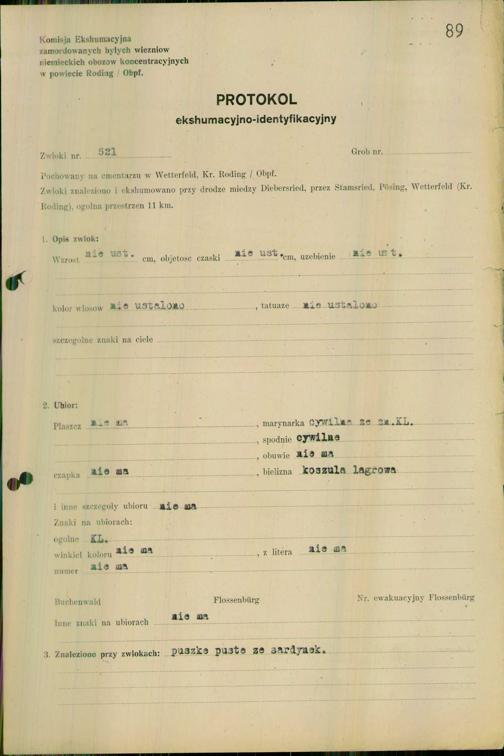 89
Komisja Ekshumacyjna
zamordowanych byłych wiezniow
niemieckich obozow koncentracyjnych
w powiecie Roding / Obpf.
PROTOKOL
ekshumacyjno-identyfikacyjny
Zwloki nr. 521 Grob nr.
Pochowany na cmentarzu w Wetterfeld, Kr. Roding / Obpf.
Zwloki znaleziono i ekshumowano przy drodze miedzy Diebersried, przez Stamsried, Pösing, Wetterfeld (Kr.
Roding), ogolna przestrzen 11 km.
1. Opis zwlok:
Wzrost nie ust. cm, objetosc czaski nie ust. cm, uzebienie nie ust.
kolor wlosow nie ustalono , tatuaze nie ustalono
szczegolne znaki na ciele
2. Ubior:
Plaszcz nie ma , marynarka cywilna ze zn.KL.
, spodnie cywilne
, obuwie nie ma
czapka nie ma , bielizna koszula lagrowa
i inne szczegoly ubioru nie ma
Znaki na ubiorach:
ogolne KL.
winkiel koloru nie ma , z litera nie ma
numer nie ma
Buchenwald Flossenbürg Nr. ewakuacyjny Flossenbürg
Inne znaki na ubiorach nie ma
3. Znaleziono przy zwlokach: puszke puste ze sardynek.